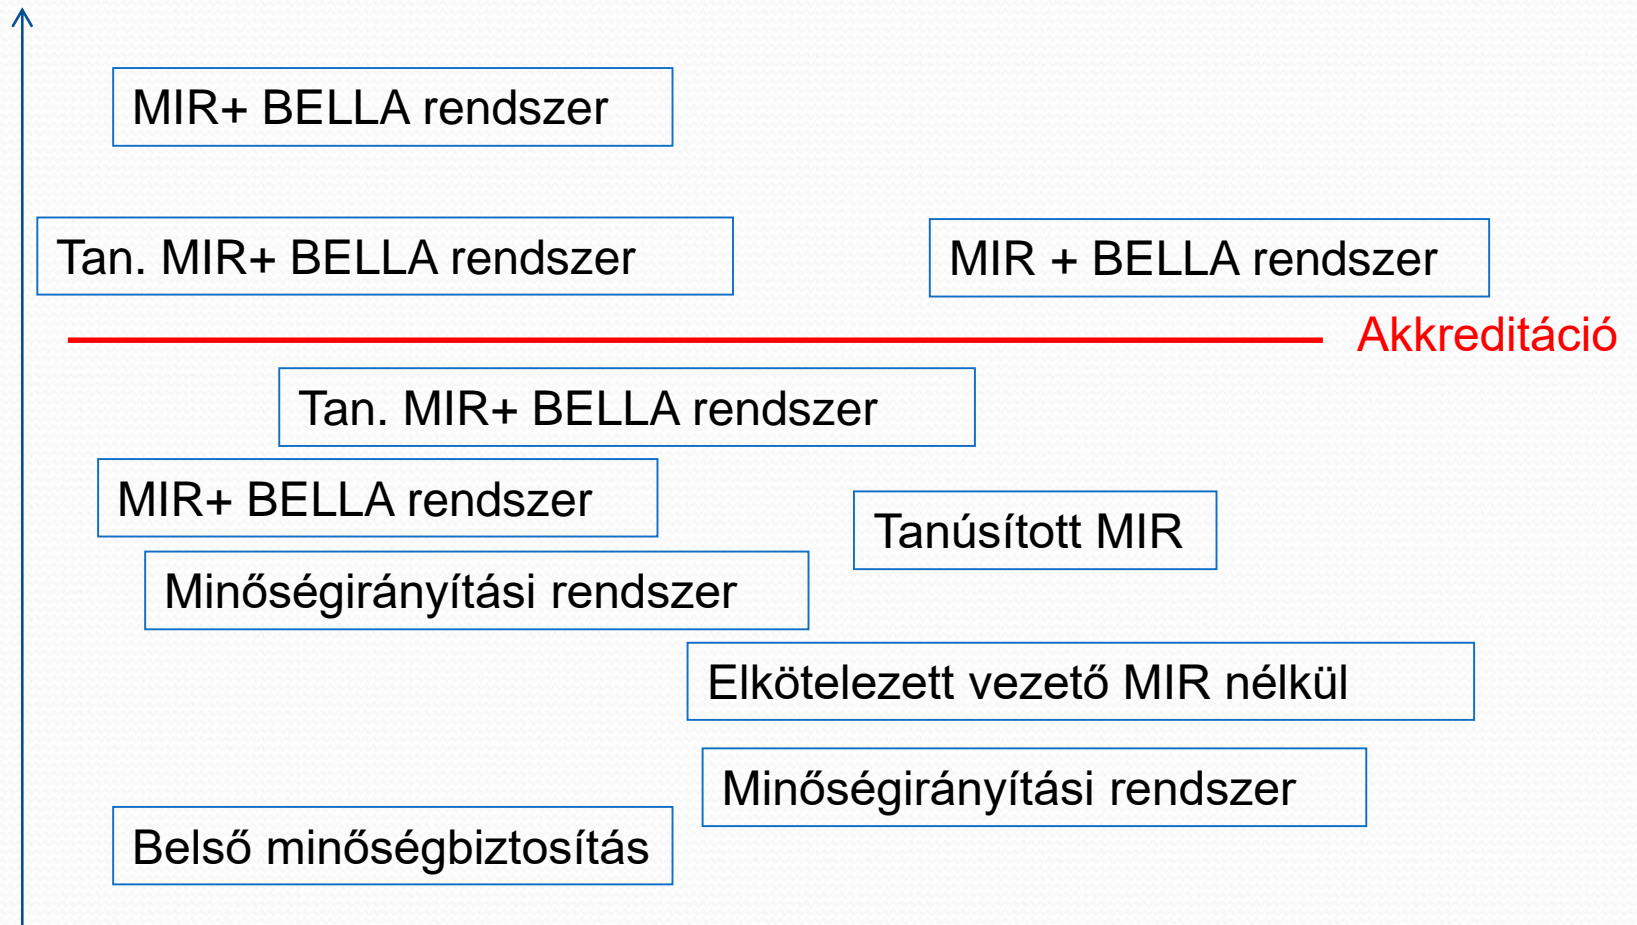 MIR+ BELLA rendszer
Tan. MIR+ BELLA rendszer
MIR + BELLA rendszer
Akkreditáció
Tan. MIR+ BELLA rendszer
MIR+ BELLA rendszer
Tanúsított MIR
Minőségirányítási rendszer
Elkötelezett vezető MIR nélkül
Minőségirányítási rendszer
Belső minőségbiztosítás